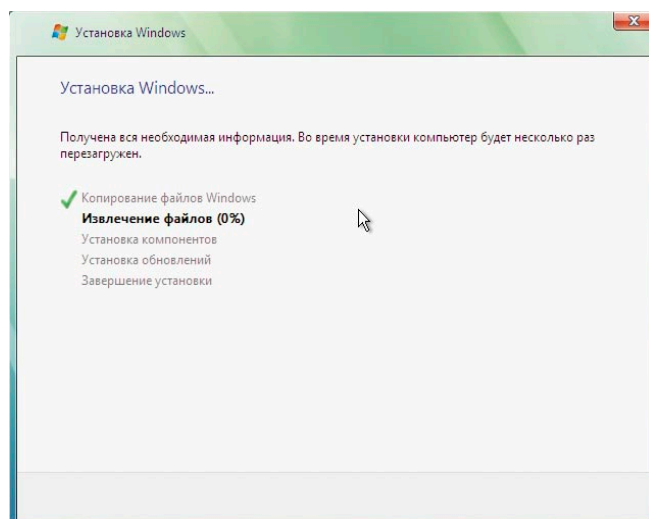 Установка Windows
Установка Windows...
Получена вся необходимая информация. Во время установки компьютер будет несколько раз
перезагружен.
Копирование файлов Windows
Извлечение файлов (0%)
Установка компонентов
Установка обновлений
Завершение установки